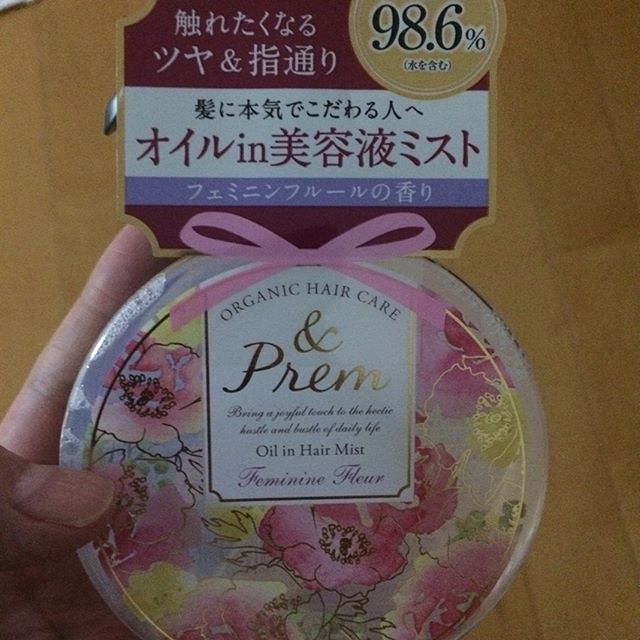 触れたくなる
ツヤ&指通り
98.6%
(水を含む)
髪に本気でこだわる人へ
オイルin美容液ミスト
フェミニンフルールの香り
ORGANIC HAIR CARE
&
Prem
Bring a joyful touch to the hectic
hustle and bustle of daily life
Oil in Hair Mist
Feminine Fleur